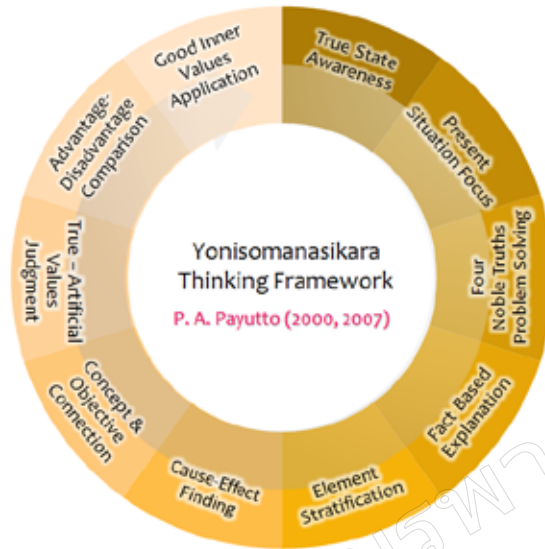 Yonisomanasikara
Thinking Framework
P. A. Payutto (2000, 2007)
True State
Awareness
Present
Situation Focus
Four
Noble Truths
Problem Solving
Fact Based
Explanation
Element
Stratification
Cause-Effect
Finding
Concept &
Objective
Connection
True – Artificial
Values
Judgment
Advantage-
Disadvantage
Comparison
Good Inner
Values
Application